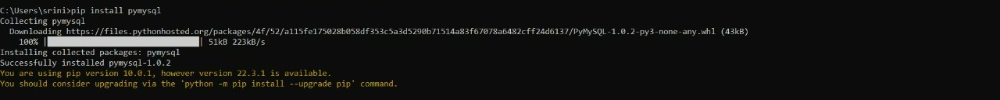 C:\Users\srini>pip install pymysql
Collecting pymysql
  Downloading https://files.pythonhosted.org/packages/4f/52/a115fe175028b058df353c5a3d5290b71514a83f67078a6482cff24d6137/PyMySQL-1.0.2-py3-none-any.whl (43kB)
    100% |████████████████████████████████| 51kB 223kB/s
Installing collected packages: pymysql
Successfully installed pymysql-1.0.2
You are using pip version 10.0.1, however version 22.3.1 is available.
You should consider upgrading via the 'python -m pip install --upgrade pip' command.